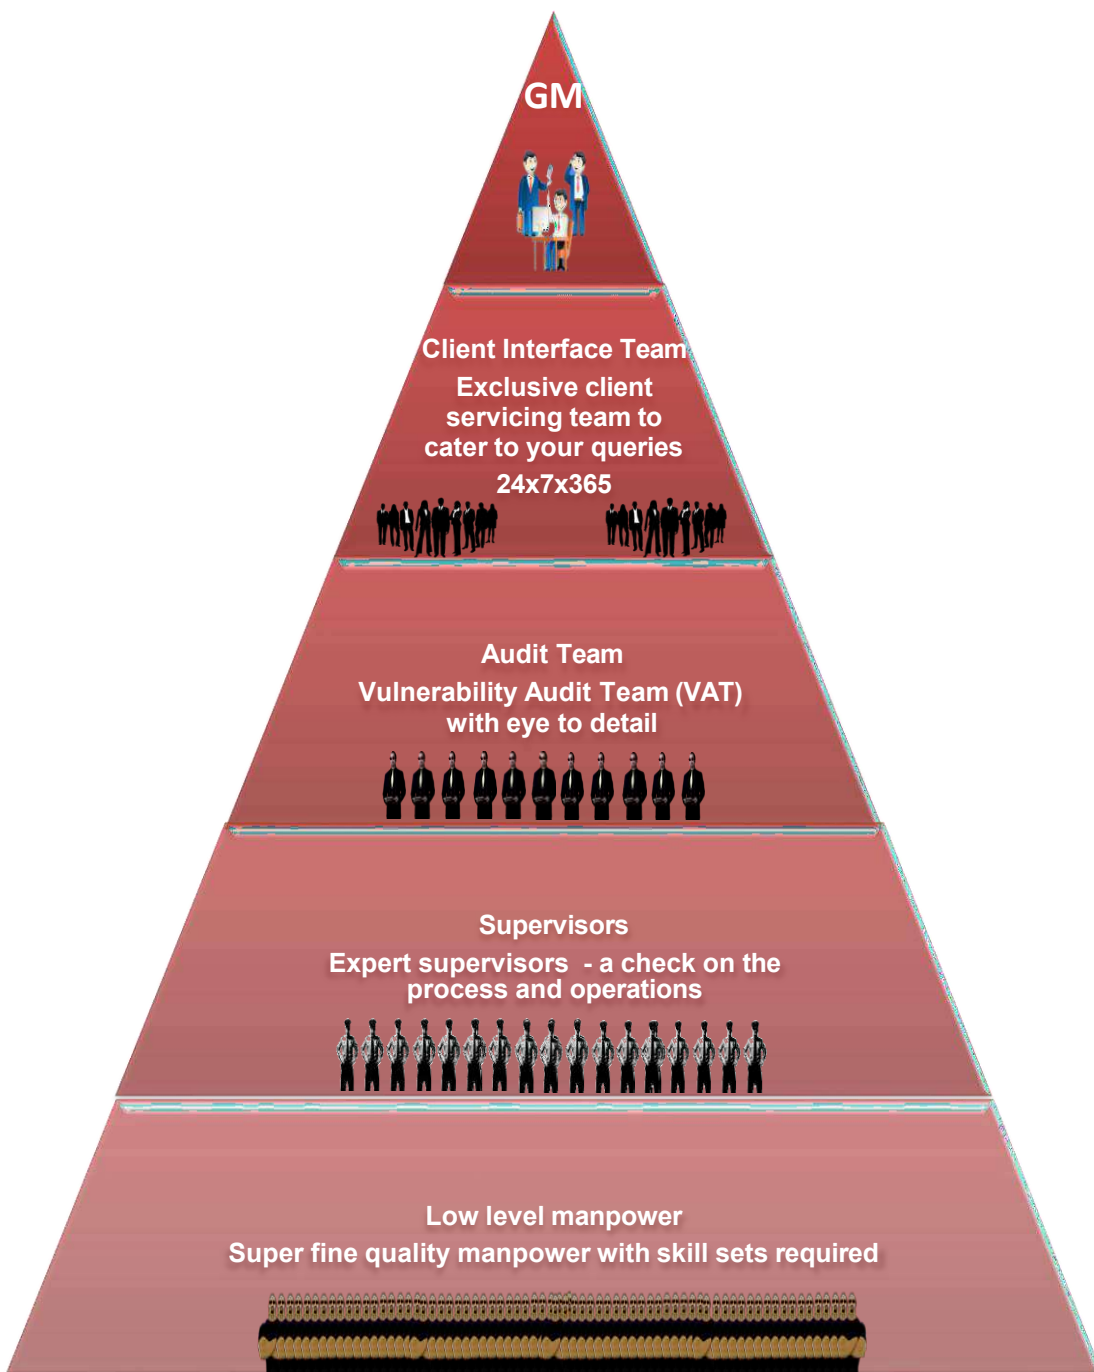 GM
Client Interface Team
Exclusive client
servicing team to
cater to your queries
24x7x365
Audit Team
Vulnerability Audit Team (VAT)
with eye to detail
Supervisors
Expert supervisors - a check on the
process and operations
Low level manpower
Super fine quality manpower with skill sets required